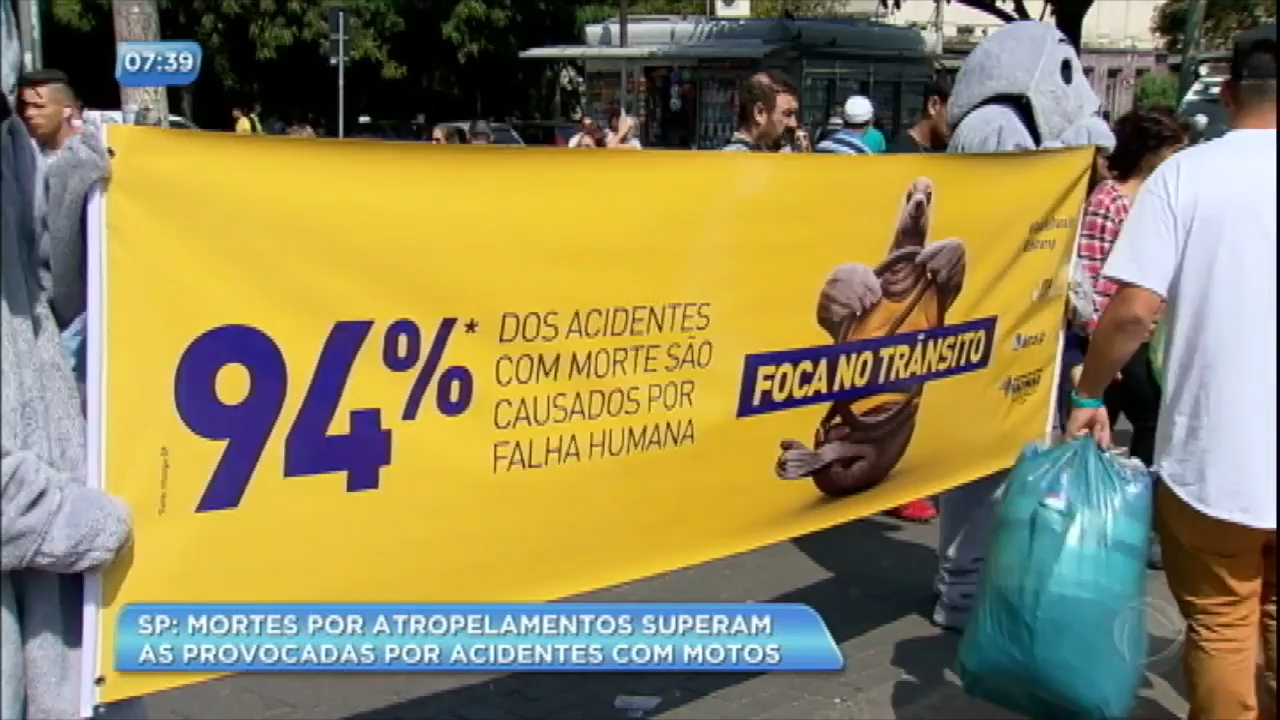 07:39
94%*
DOS ACIDENTES
COM MORTE SÃO
CAUSADOS POR
FALHA HUMANA
FOCA NO TRÂNSITO
SP: MORTES POR ATROPELAMENTOS SUPERAM
AS PROVOCADAS POR ACIDENTES COM MOTOS